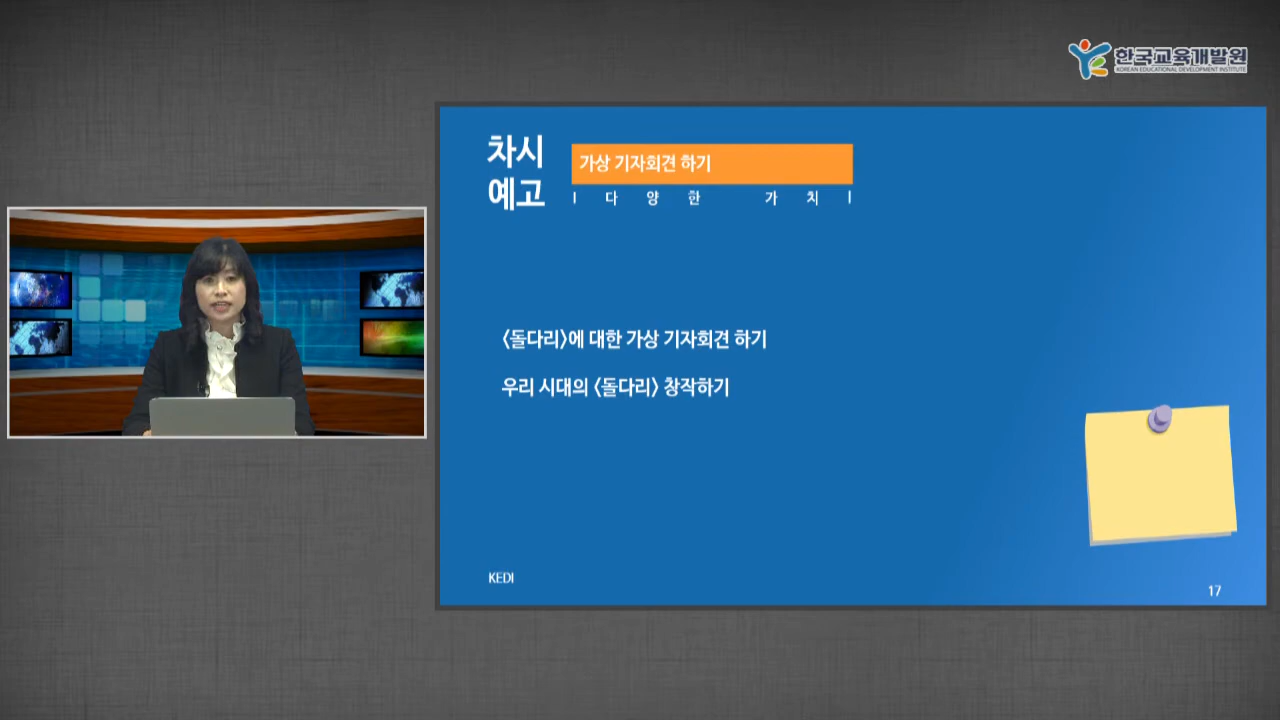 한국교육개발원
KOREAN EDUCATIONAL DEVELOPMENT INSTITUTE
차시
예고
가상 기자회견 하기
| 다 양 한 가 치 |
<돌다리>에 대한 가상 기자회견 하기
우리 시대의 <돌다리> 창작하기
KEDI
17